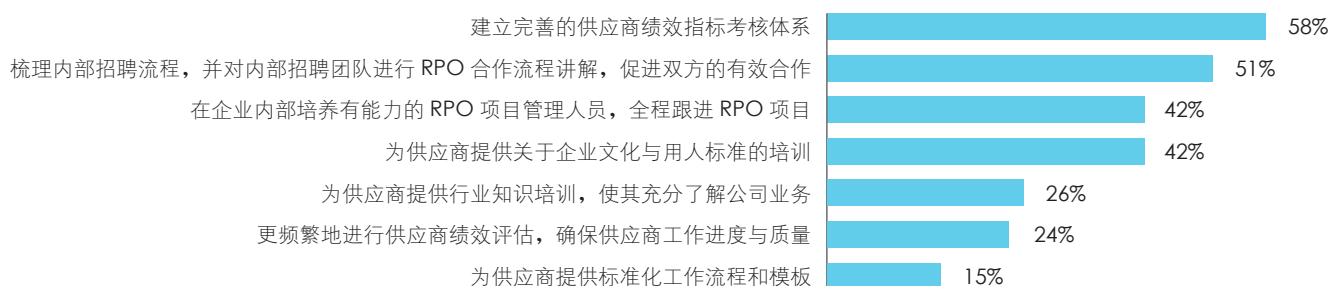 建立完善的供应商绩效指标考核体系 58%
梳理内部招聘流程，并对内部招聘团队进行 RPO 合作流程讲解，促进双方的有效合作 51%
在企业内部培养有能力的 RPO 项目管理人员，全程跟进 RPO 项目 42%
为供应商提供关于企业文化与用人标准的培训 42%
为供应商提供行业知识培训，使其充分了解公司业务 26%
更频繁地进行供应商绩效评估，确保供应商工作进度与质量 24%
为供应商提供标准化工作流程和模板 15%